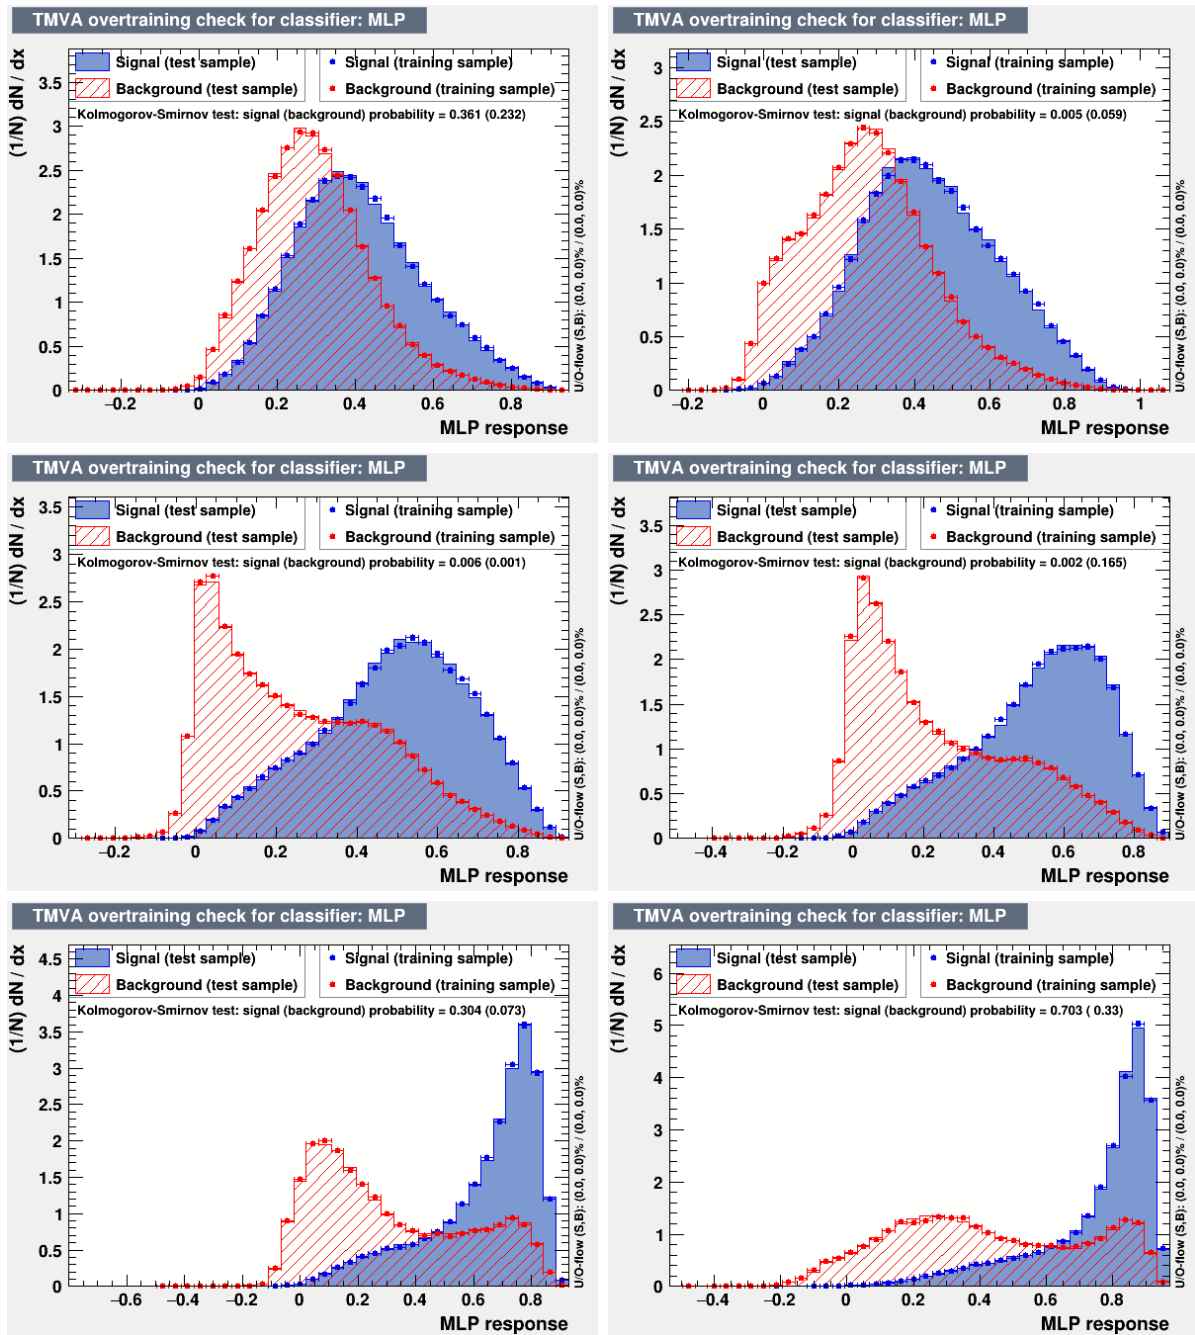 TMVA overtraining check for classifier: MLP
(1/N) dN / dx
Signal (test sample)
Background (test sample)
Signal (training sample)
Background (training sample)
Kolmogorov-Smirnov test: signal (background) probability = 0.361 (0.232)
3.5
3
2.5
2
1.5
1
0.5
0
−0.2 0 0.2 0.4 0.6 0.8
MLP response
U/O-flow (S,B): (0.0, 0.0)% / (0.0, 0.0)%
TMVA overtraining check for classifier: MLP
(1/N) dN / dx
Signal (test sample)
Background (test sample)
Signal (training sample)
Background (training sample)
Kolmogorov-Smirnov test: signal (background) probability = 0.005 (0.059)
3
2.5
2
1.5
1
0.5
0
−0.2 0 0.2 0.4 0.6 0.8 1
MLP response
U/O-flow (S,B): (0.0, 0.0)% / (0.0, 0.0)%
TMVA overtraining check for classifier: MLP
(1/N) dN / dx
Signal (test sample)
Background (test sample)
Signal (training sample)
Background (training sample)
Kolmogorov-Smirnov test: signal (background) probability = 0.006 (0.001)
3.5
3
2.5
2
1.5
1
0.5
0
−0.2 0 0.2 0.4 0.6 0.8
MLP response
U/O-flow (S,B): (0.0, 0.0)% / (0.0, 0.0)%
TMVA overtraining check for classifier: MLP
(1/N) dN / dx
Signal (test sample)
Background (test sample)
Signal (training sample)
Background (training sample)
Kolmogorov-Smirnov test: signal (background) probability = 0.002 (0.165)
3.5
3
2.5
2
1.5
1
0.5
0
−0.4 −0.2 0 0.2 0.4 0.6 0.8
MLP response
U/O-flow (S,B): (0.0, 0.0)% / (0.0, 0.0)%
TMVA overtraining check for classifier: MLP
(1/N) dN / dx
Signal (test sample)
Background (test sample)
Signal (training sample)
Background (training sample)
Kolmogorov-Smirnov test: signal (background) probability = 0.304 (0.073)
4.5
4
3.5
3
2.5
2
1.5
1
0.5
0
−0.6 −0.4 −0.2 0 0.2 0.4 0.6 0.8
MLP response
U/O-flow (S,B): (0.0, 0.0)% / (0.0, 0.0)%
TMVA overtraining check for classifier: MLP
(1/N) dN / dx
Signal (test sample)
Background (test sample)
Signal (training sample)
Background (training sample)
Kolmogorov-Smirnov test: signal (background) probability = 0.703 ( 0.33)
6
5
4
3
2
1
0
−0.4 −0.2 0 0.2 0.4 0.6 0.8
MLP response
U/O-flow (S,B): (0.0, 0.0)% / (0.0, 0.0)%